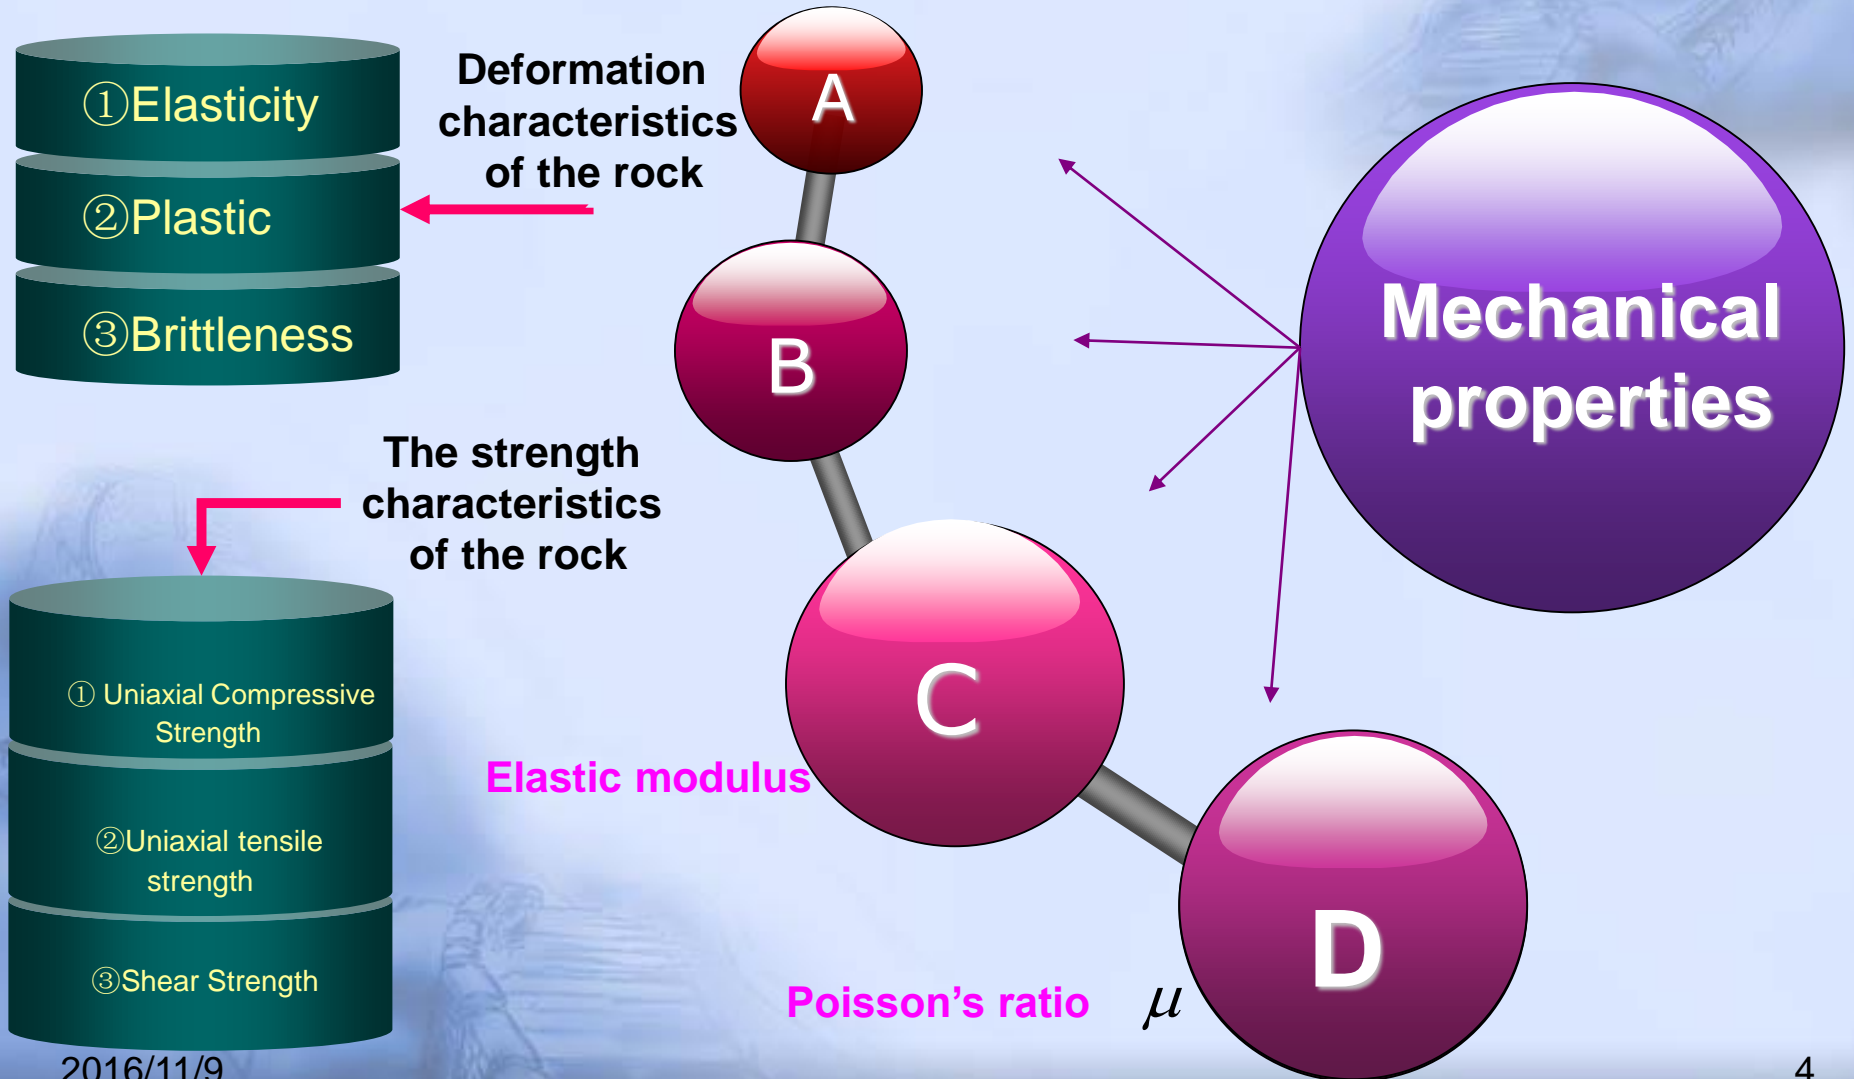 ①Elasticity
②Plastic
③Brittleness
Deformation
characteristics
of the rock
A
B
The strength
characteristics
of the rock
① Uniaxial Compressive
Strength
②Uniaxial tensile
strength
③Shear Strength
C
Elastic modulus
D
Poisson's ratio μ
Mechanical
properties
2016/11/9
4